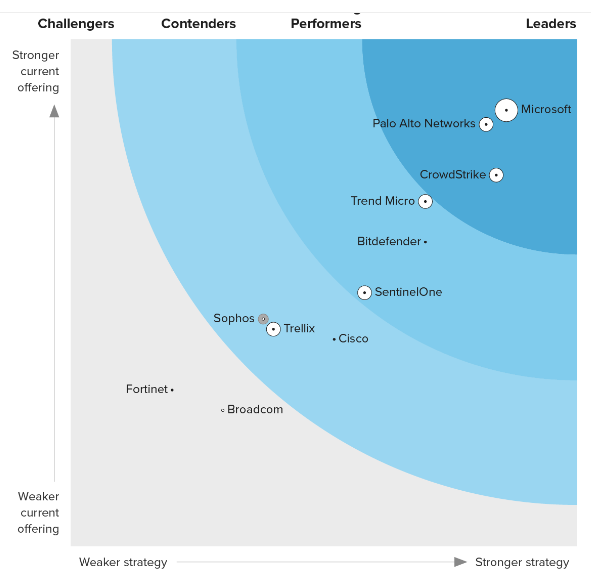 Challengers
Contenders
Performers
Leaders
Stronger
current
offering
Microsoft
Palo Alto Networks
CrowdStrike
Trend Micro
Bitdefender
SentinelOne
Sophos
Trellix
Cisco
Fortinet
Broadcom
Weaker
current
offering
Weaker strategy
Stronger strategy